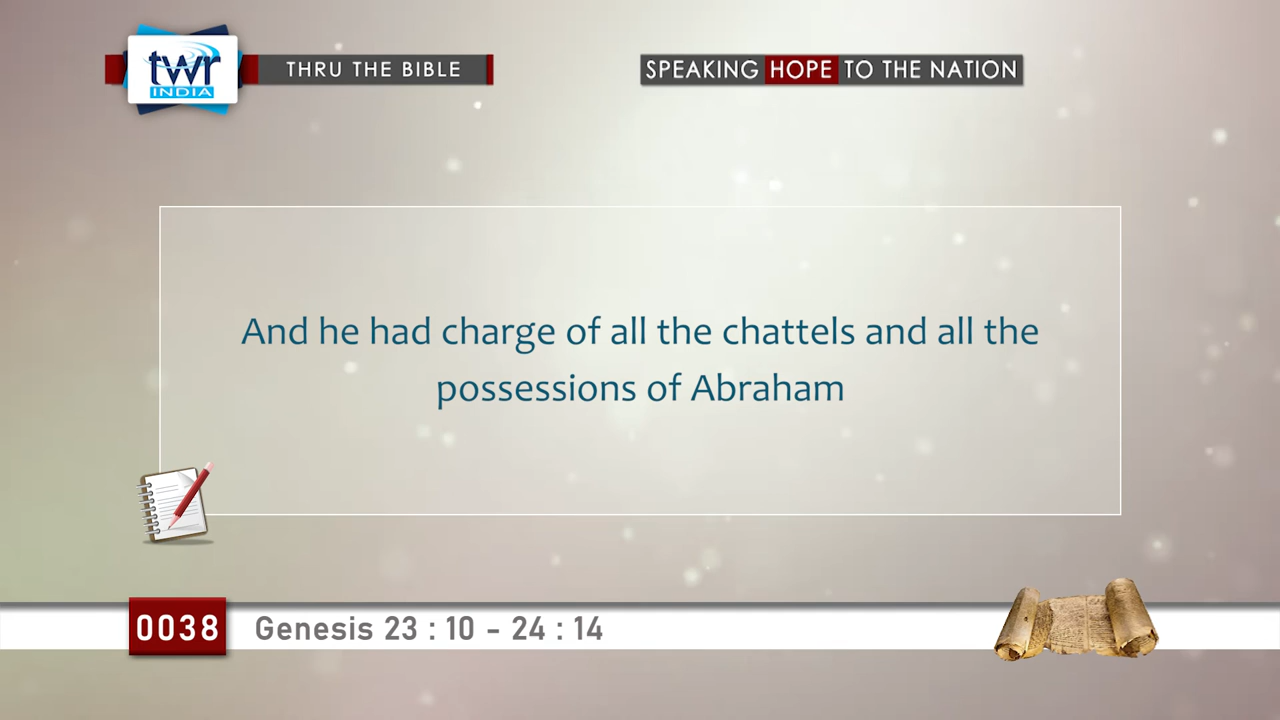 twr
INDIA
THRU THE BIBLE
SPEAKING HOPE TO THE NATION
And he had charge of all the chattels and all the
possessions of Abraham
0038
Genesis 23 : 10 - 24 : 14